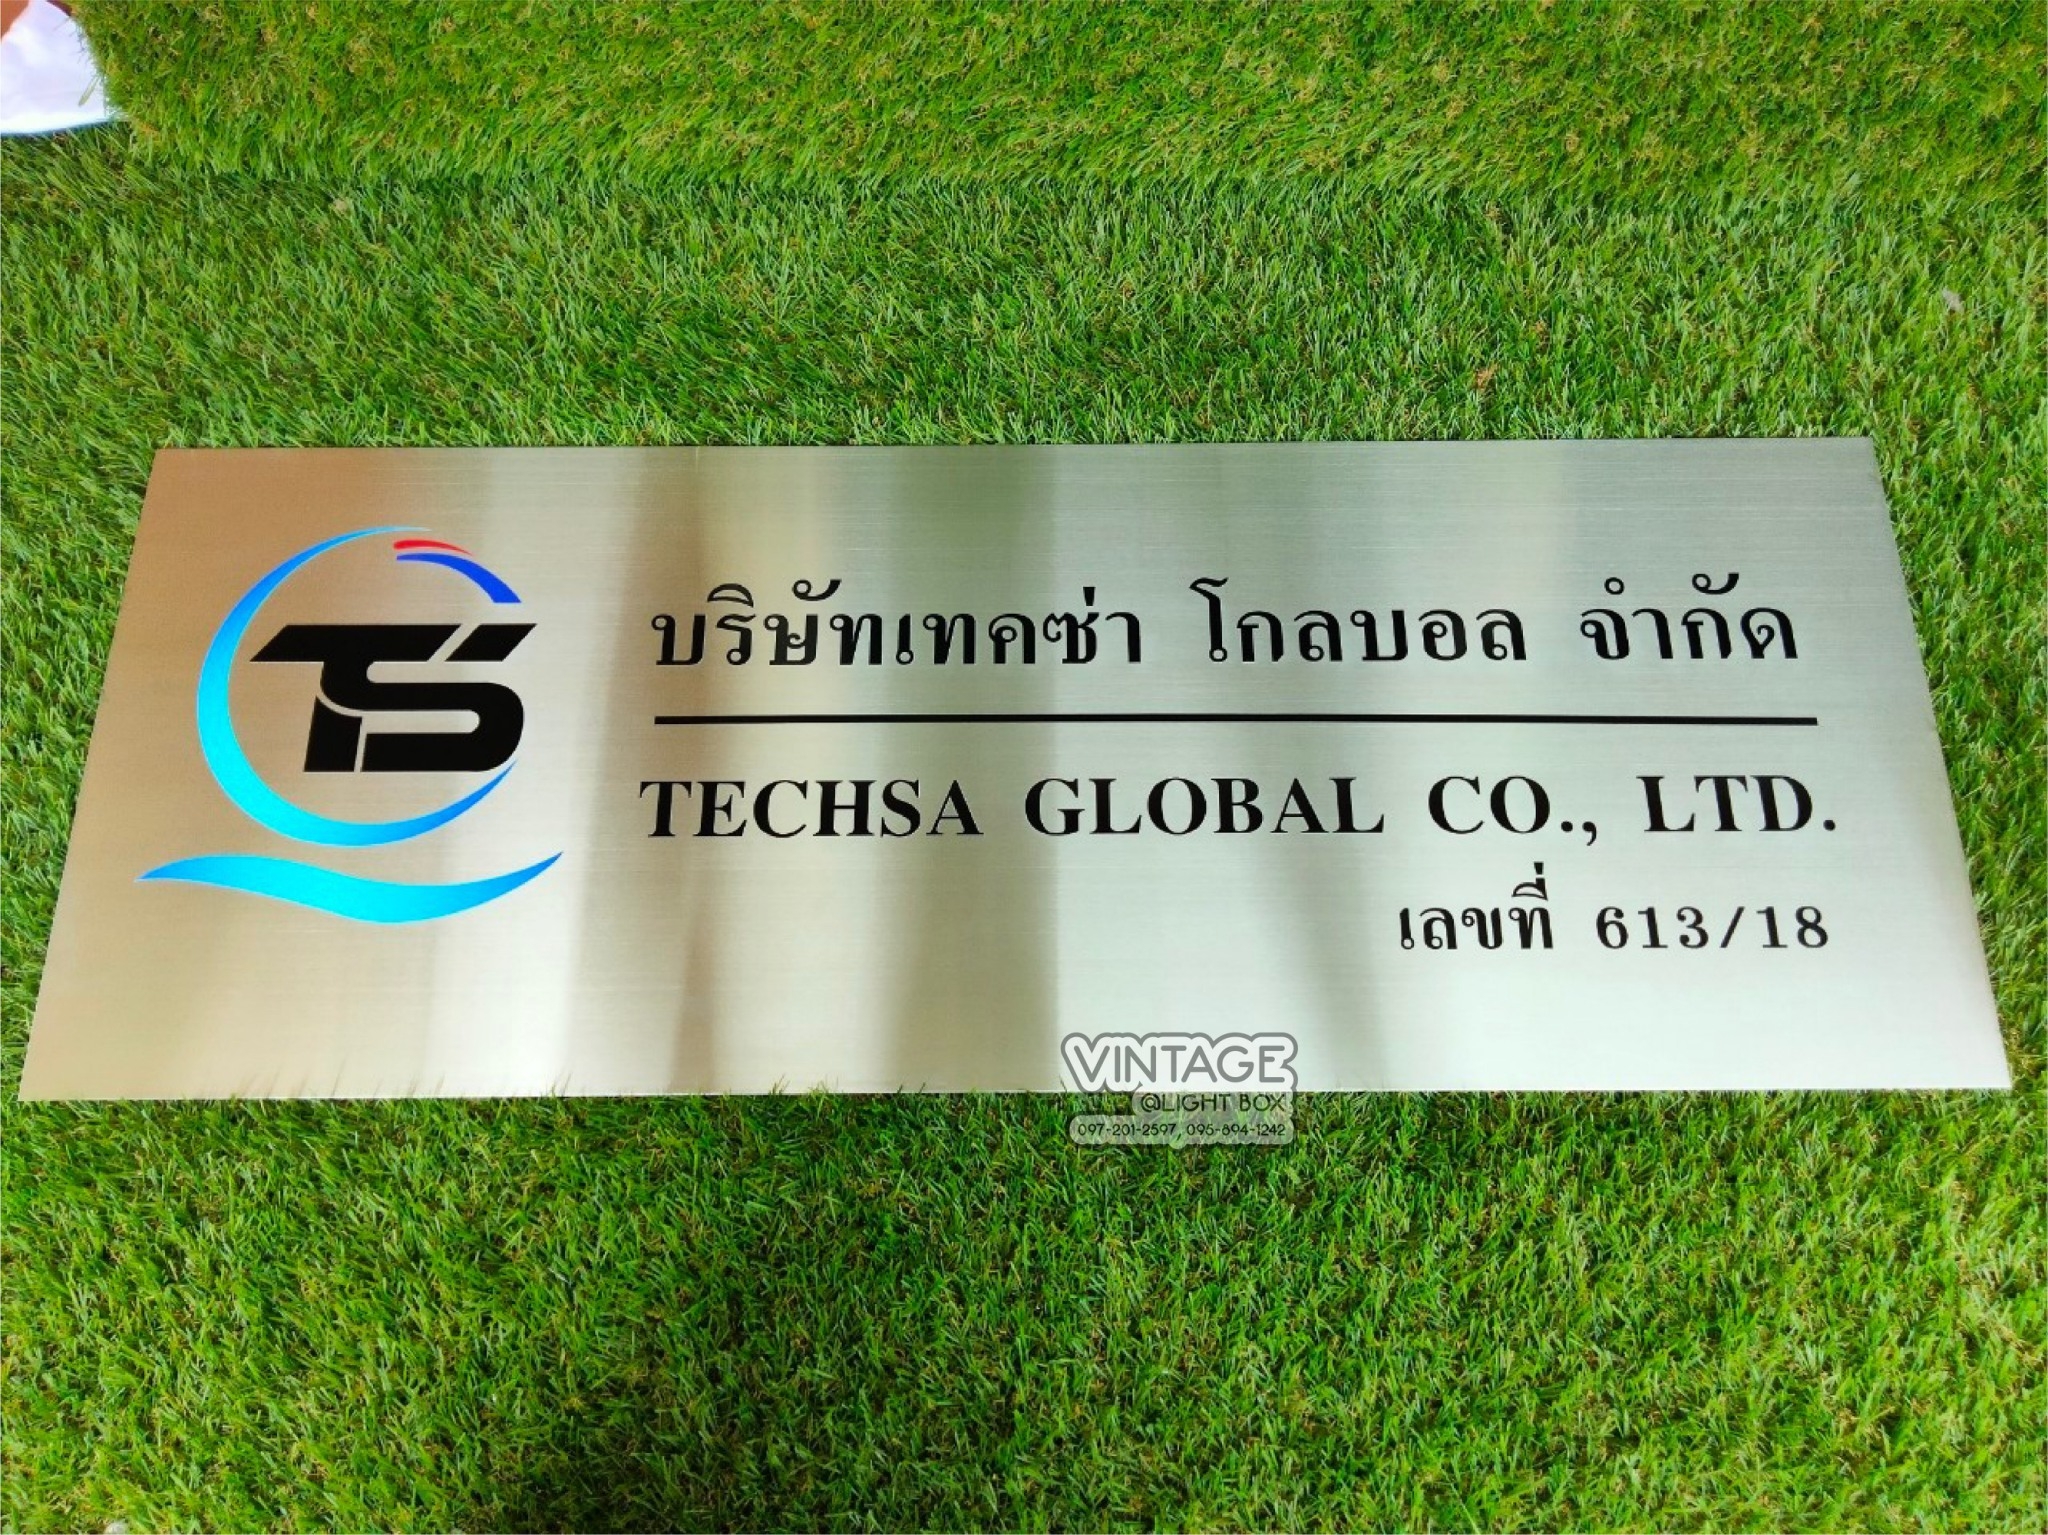 TS
บริษัทเทคซ่า โกลบอล จำกัด
TECHSA GLOBAL CO., LTD.
เลขที่ 613/18
VINTAGE
@LIGHT BOX
097-201-2597, 095-894-1242